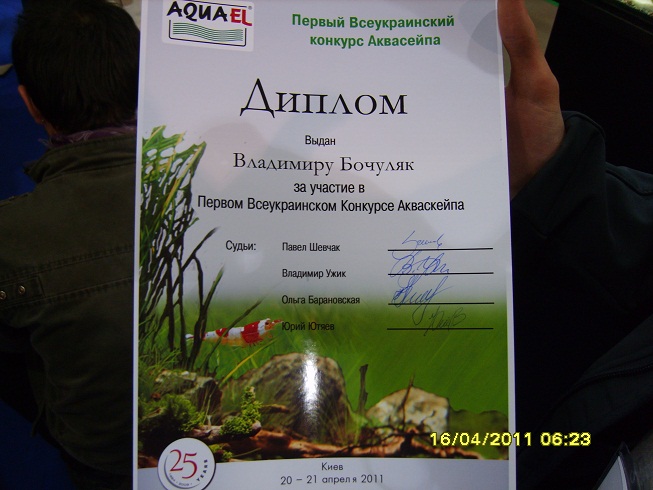 AQUAEL
Первый Всеукраинский
конкурс Аквасейпа
Диплом
Выдан
Владимиру Бочуляк
за участие в
Первом Всеукраинском Конкурсе Акваскейпа
Судьи:
Павел Шевчак
Владимир Ужик
Ольга Барановская
Юрий Ютяев
25
Киев
20 – 21 апреля 2011
16/04/2011 06:23